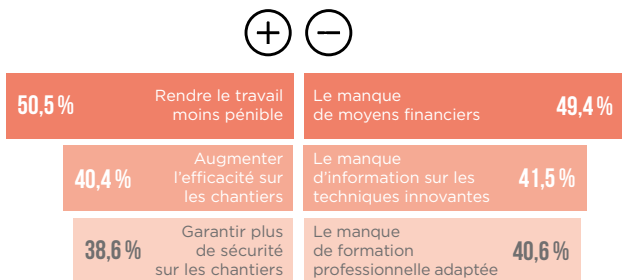 50,5 %
Rendre le travail
moins pénible
Le manque
de moyens financiers
49,4 %
40,4 %
Augmenter
l’efficacité sur
les chantiers
Le manque
d’information sur les
techniques innovantes
41,5 %
38,6 %
Garantir plus
de sécurité
sur les chantiers
Le manque
de formation
professionnelle adaptée
40,6 %